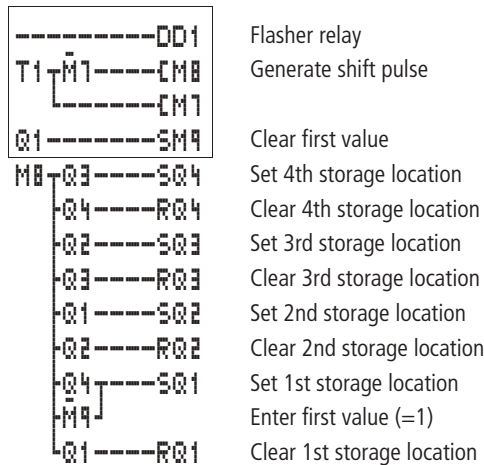 ---------DD1 Flasher relay
T1┬M̄7----[M8 Generate shift pulse
└------[M7
Q1-------SM9 Clear first value
M8┬Q3----SQ4 Set 4th storage location
├Q4----RQ4 Clear 4th storage location
├Q2----SQ3 Set 3rd storage location
├Q3----RQ3 Clear 3rd storage location
├Q1----SQ2 Set 2nd storage location
├Q2----RQ2 Clear 2nd storage location
├Q4┬---SQ1 Set 1st storage location
├M̄9┘ Enter first value (=1)
└Q1----RQ1 Clear 1st storage location